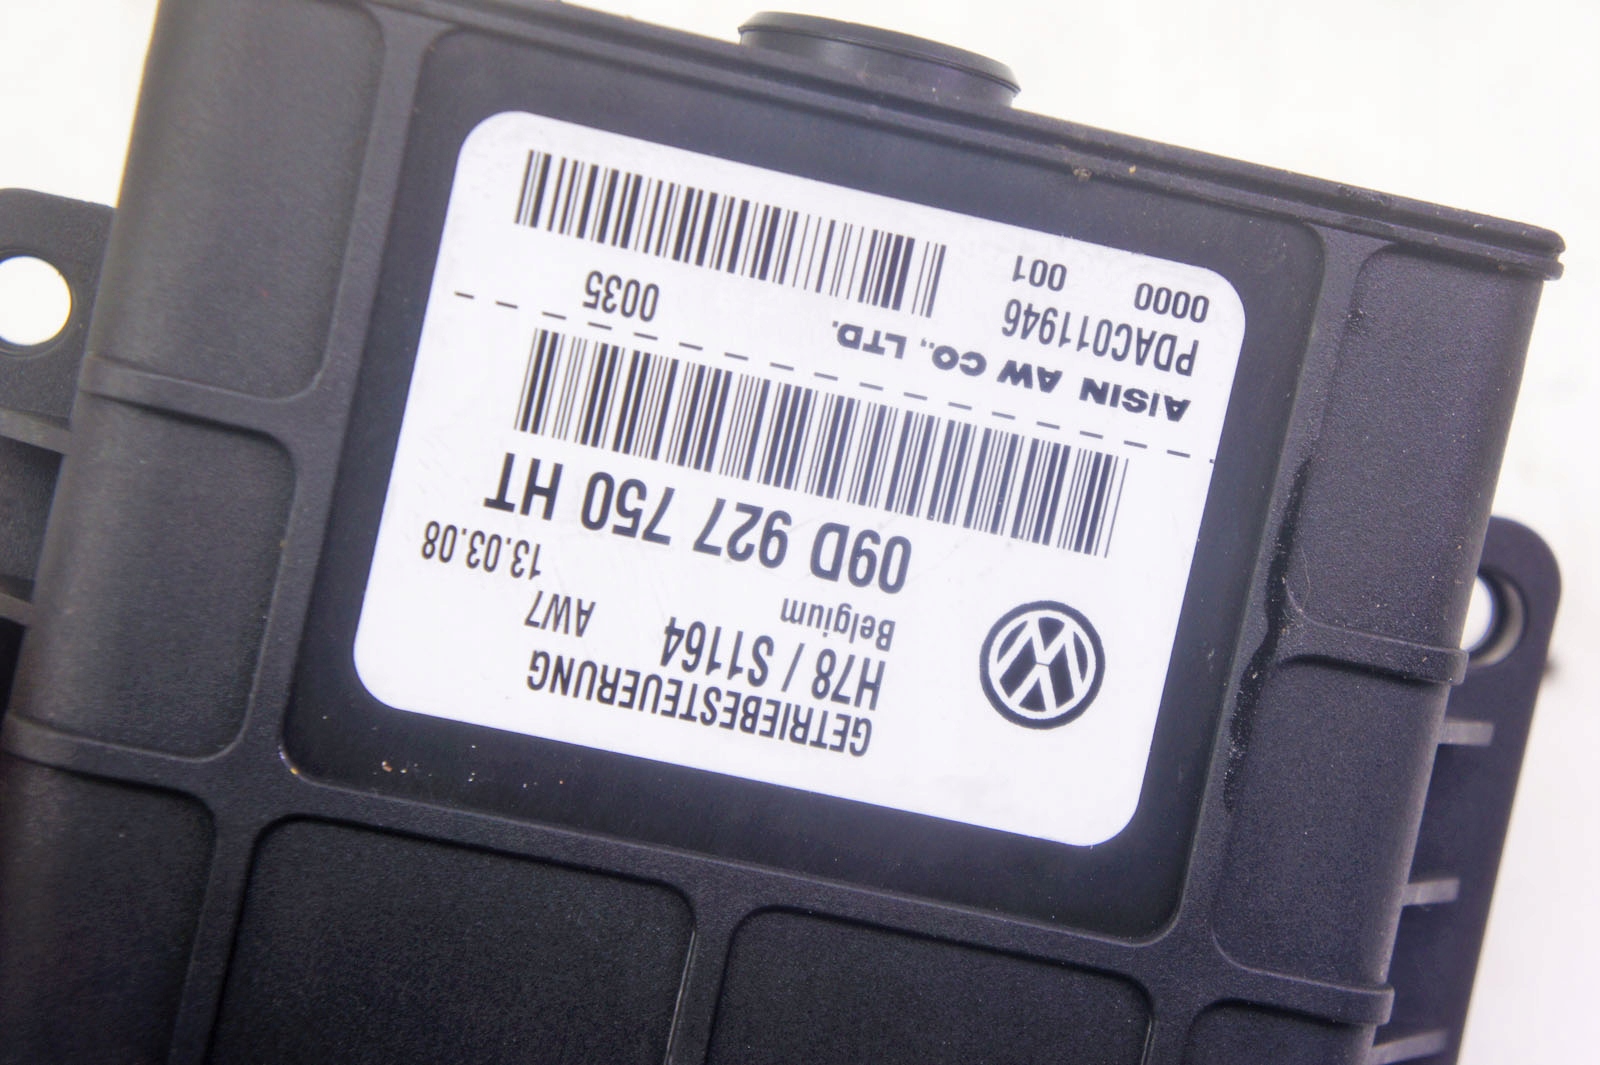 GETRIEBESTEUERUNG
H78 / S1164 AW7
Belgium 13.03.08
09D 927 750 HT
AISIN AW CO., LTD.
PDAC011946 0035
0000 001